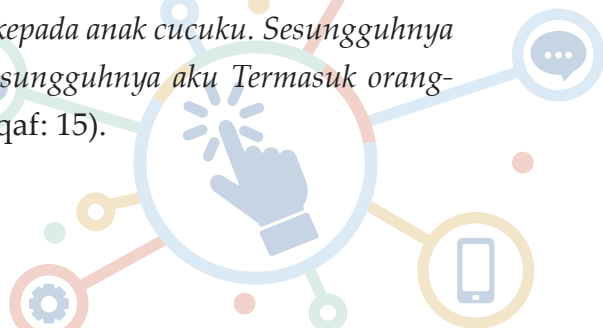 kepada anak cucuku. Sesungguhnya
sungguhnya aku Termasuk orang-
qaf: 15).